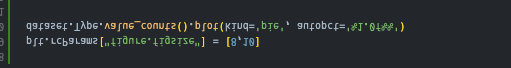 plt.rcParams["figure.figsize"] = [8,10]
dataset.Type.value_counts().plot(kind='pie', autopct='%1.0f%%')